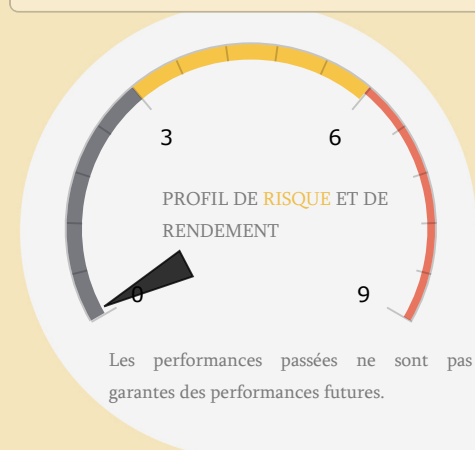 3 6
PROFIL DE RISQUE ET DE
RENDEMENT
0 9
Les performances passées ne sont pas
garantes des performances futures.